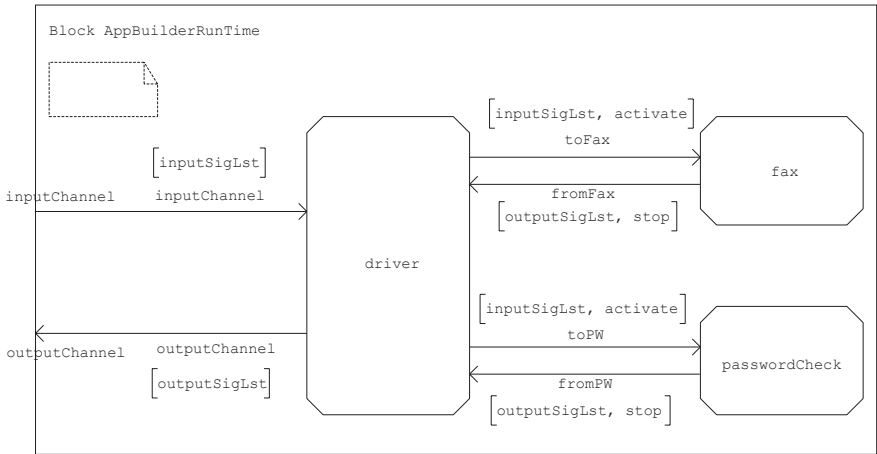 Block AppBuilderRunTime
[inputSigLst, activate]
toFax
[inputSigLst]
fax
inputChannel
inputChannel
fromFax
[outputSigLst, stop]
driver
[inputSigLst, activate]
toPW
outputChannel
outputChannel
passwordCheck
[outputSigLst]
fromPW
[outputSigLst, stop]